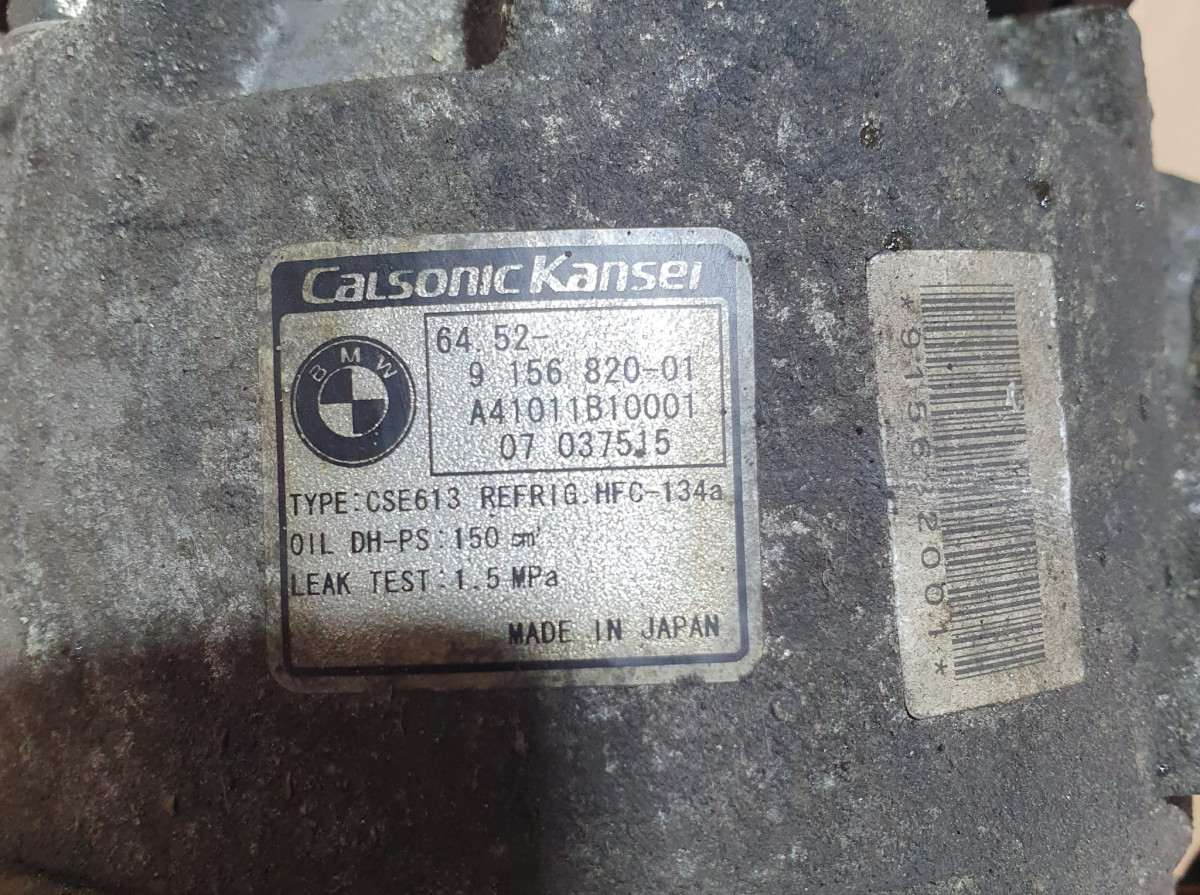 Calsonic Kansei
BMW
64.52-
9 156 820-01
A41011B10001
07 037515
TYPE:CSE613 REFRIG.HFC-134a
OIL DH-PS:150 cm³
LEAK TEST:1.5 MPa
MADE IN JAPAN
*915682001*